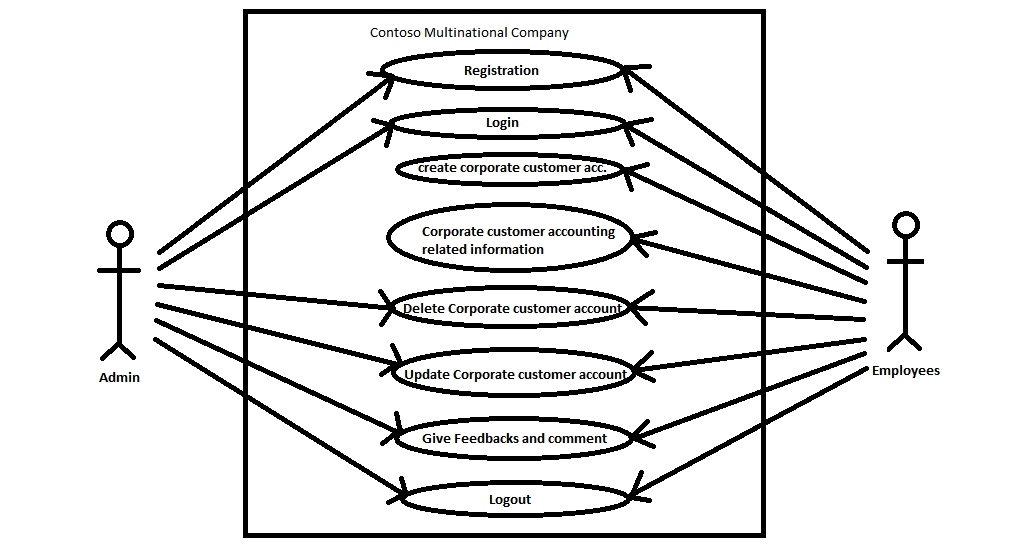 Contoso Multinational Company
Registration
Login
create corporate customer acc.
Corporate customer accounting
related information
Delete Corporate customer account
Update Corporate customer account
Give Feedbacks and comment
Logout
Admin
Employees